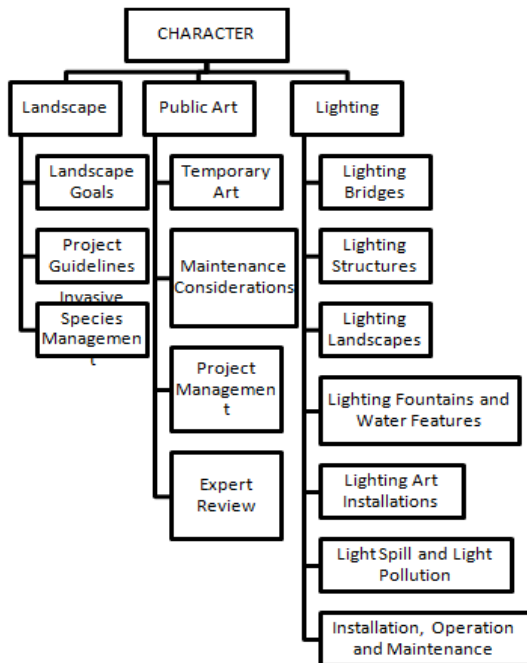 CHARACTER
Landscape
Public Art
Lighting
Landscape
Goals
Project
Guidelines
Invasive
Species
Managemen
t
Temporary
Art
Maintenance
Considerations
Project
Managemen
t
Expert
Review
Lighting
Bridges
Lighting
Structures
Lighting
Landscapes
Lighting Fountains and
Water Features
Lighting Art
Installations
Light Spill and Light
Pollution
Installation, Operation
and Maintenance